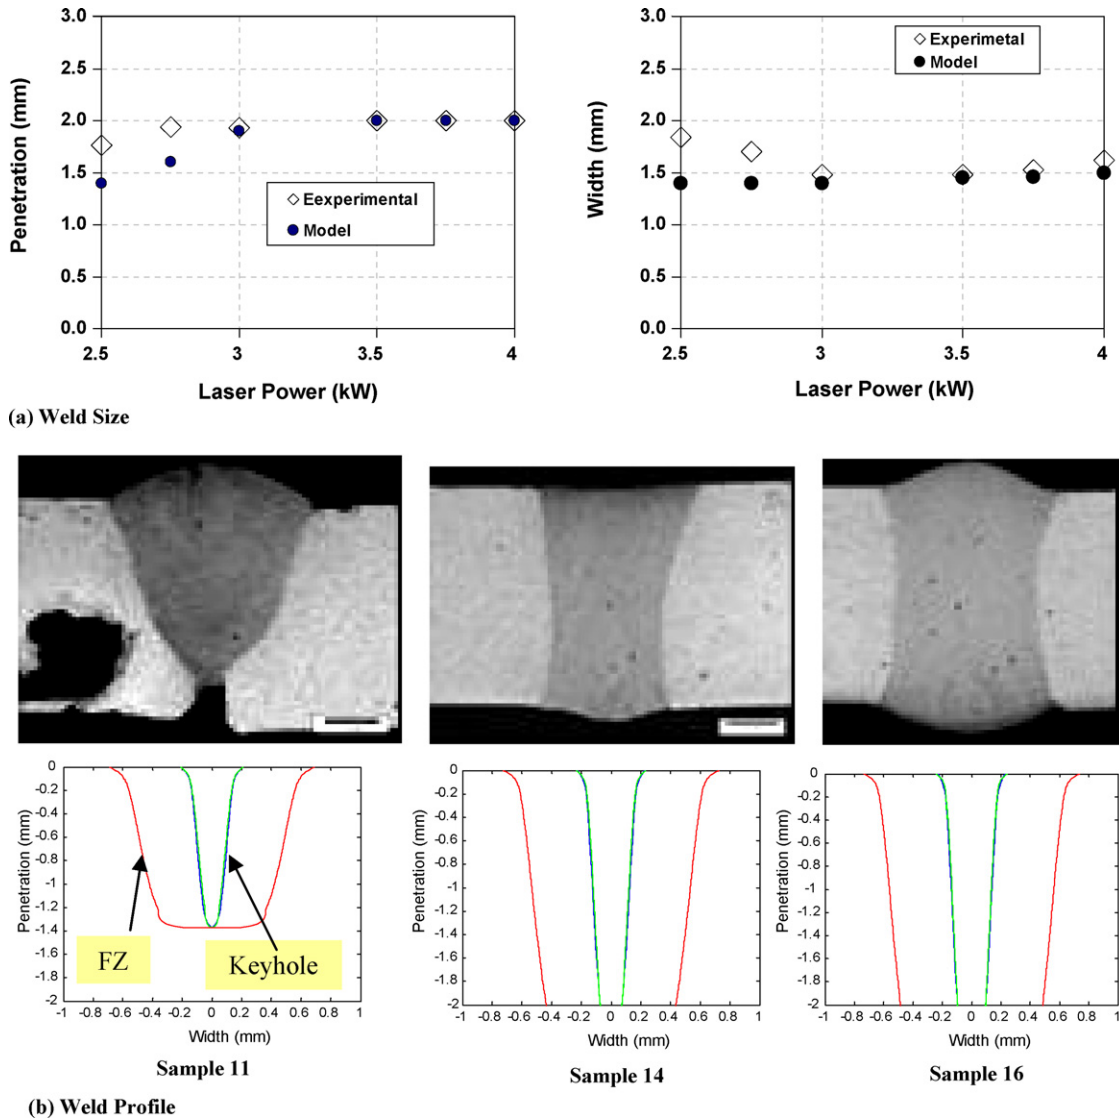 3.0
2.5
2.0
1.5
1.0
0.5
0.0
Penetration (mm)
Eexperimental
Model
2.5 3 3.5 4
Laser Power (kW)
3.0
2.5
2.0
1.5
1.0
0.5
0.0
Width (mm)
Experimetal
Model
2.5 3 3.5 4
Laser Power (kW)
(a) Weld Size
0
-0.2
-0.4
-0.6
-0.8
-1
-1.2
-1.4
-1.6
-1.8
-2
Penetration (mm)
FZ
Keyhole
-1 -0.8 -0.6 -0.4 -0.2 0 0.2 0.4 0.6 0.8 1
Width (mm)
Sample 11
0
-0.2
-0.4
-0.6
-0.8
-1
-1.2
-1.4
-1.6
-1.8
-2
Penetration (mm)
-1 -0.8 -0.6 -0.4 -0.2 0 0.2 0.4 0.6 0.8 1
Width (mm)
Sample 14
0
-0.2
-0.4
-0.6
-0.8
-1
-1.2
-1.4
-1.6
-1.8
-2
Penetration (mm)
-1 -0.8 -0.6 -0.4 -0.2 0 0.2 0.4 0.6 0.8 1
Width (mm)
Sample 16
(b) Weld Profile